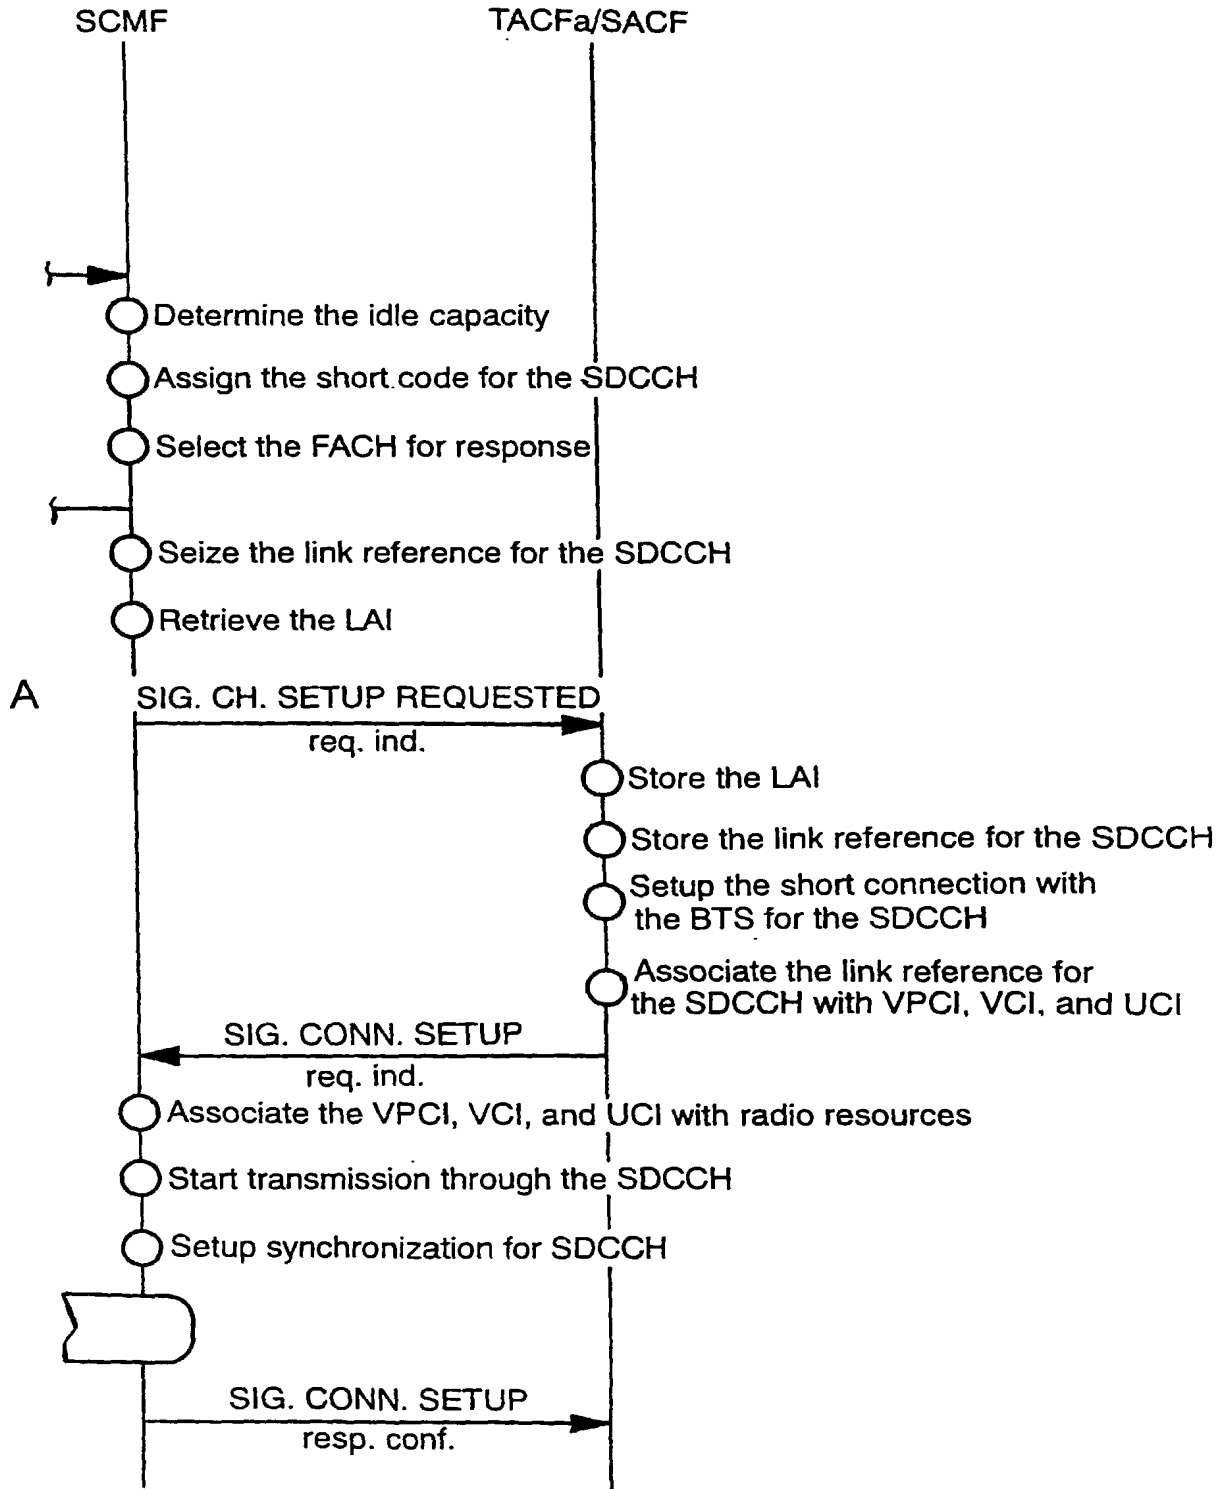 SCMF
TACFa/SACF
Determine the idle capacity
Assign the short code for the SDCCH
Select the FACH for response
Seize the link reference for the SDCCH
Retrieve the LAI
A
SIG. CH. SETUP REQUESTED
req. ind.
Store the LAI
Store the link reference for the SDCCH
Setup the short connection with
the BTS for the SDCCH
Associate the link reference for
the SDCCH with VPCI, VCI, and UCI
SIG. CONN. SETUP
req. ind.
Associate the VPCI, VCI, and UCI with radio resources
Start transmission through the SDCCH
Setup synchronization for SDCCH
SIG. CONN. SETUP
resp. conf.